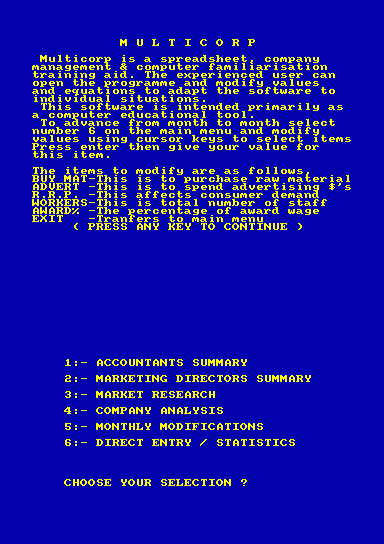 M U L T I C O R P
Multicorp is a spreadsheet, company
management & computer familiarisation
training aid. The experienced user can
open the programme and modify values
and equations to adapt the software to
individual situations.
This software is intended primarily as
a computer educational tool.
To advance from month to month select
number 6 on the main menu and modify
values using cursor keys to select items
Press enter then give your value for
this item.
The items to modify are as follows,
BUY MAT-This is to purchase raw material
ADVERT -This is to spend advertising $'s
R.R.P. -This affects consumer demand
WORKERS-This is total number of staff
AWARD% -The percentage of award wage
EXIT   -Tranfers to main menu
( PRESS ANY KEY TO CONTINUE )
1:- ACCOUNTANTS SUMMARY
2:- MARKETING DIRECTORS SUMMARY
3:- MARKET RESEARCH
4:- COMPANY ANALYSIS
5:- MONTHLY MODIFICATIONS
6:- DIRECT ENTRY / STATISTICS
CHOOSE YOUR SELECTION ?